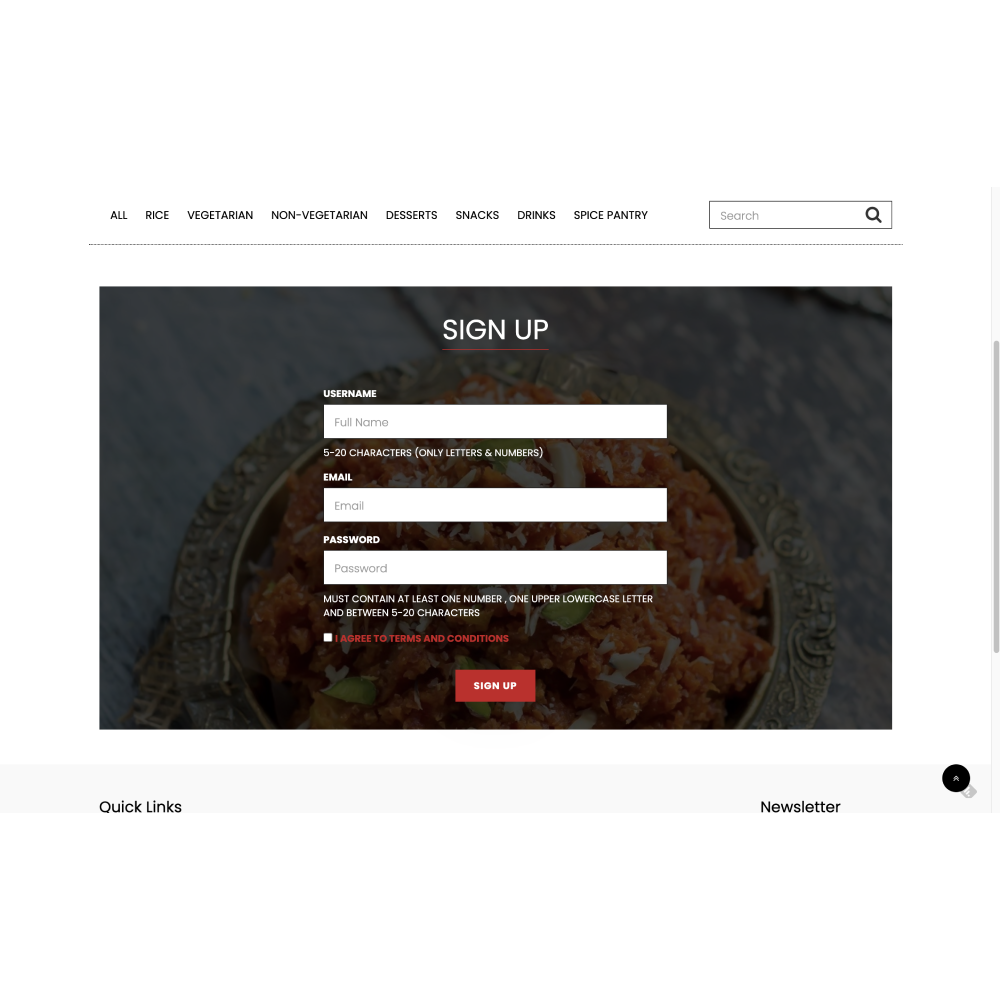 ALL RICE VEGETARIAN NON-VEGETARIAN DESSERTS SNACKS DRINKS SPICE PANTRY Search
SIGN UP
USERNAME
Full Name
5-20 CHARACTERS (ONLY LETTERS & NUMBERS)
EMAIL
Email
PASSWORD
Password
MUST CONTAIN AT LEAST ONE NUMBER , ONE UPPER LOWERCASE LETTER
AND BETWEEN 5-20 CHARACTERS
I AGREE TO TERMS AND CONDITIONS
SIGN UP
Quick Links Newsletter